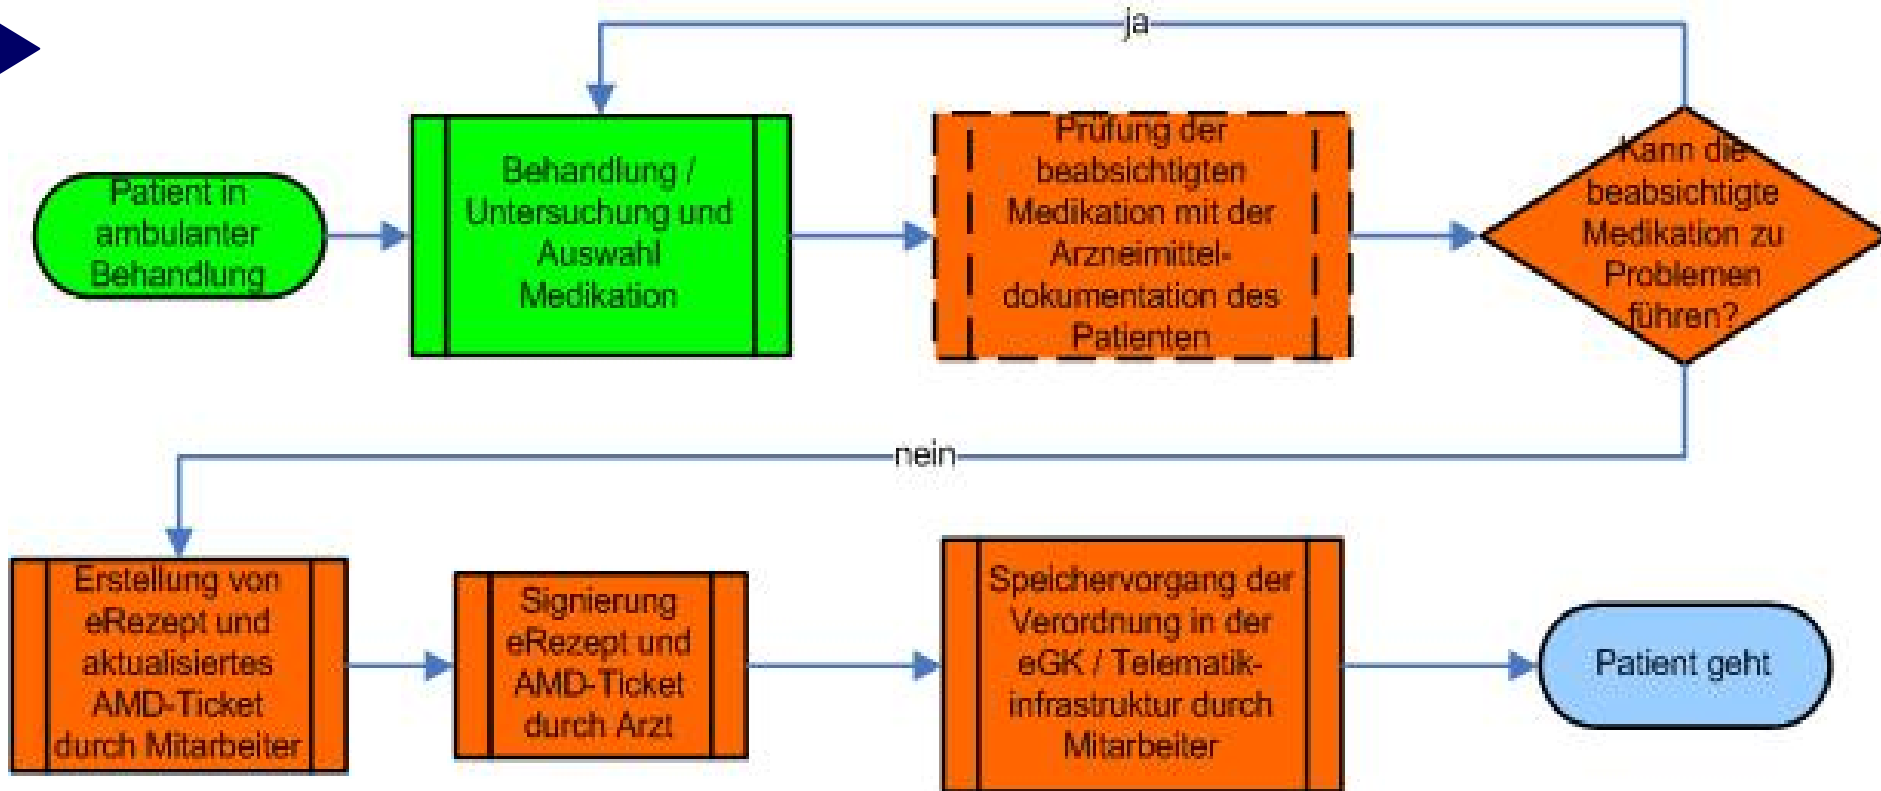 ja
Patient in
ambulanter
Behandlung
Behandlung /
Untersuchung und
Auswahl
Medikation
Prüfung der
beabsichtigten
Medikation mit der
Arzneimittel-
dokumentation des
Patienten
Kann die
beabsichtigte
Medikation zu
Problemen
führen?
nein
Erstellung von
eRezept und
aktualisiertes
AMD-Ticket
durch Mitarbeiter
Signierung
eRezept und
AMD-Ticket
durch Arzt
Speichervorgang der
Verordnung in der
eGK / Telematik-
infrastruktur durch
Mitarbeiter
Patient geht